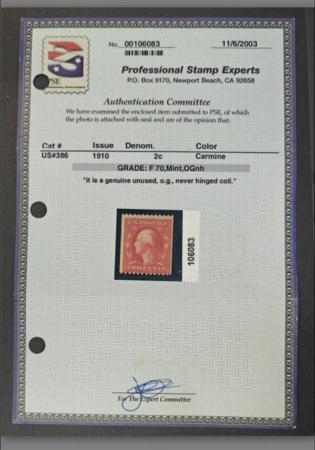 PSE
No. 00106083 11/6/2003
Professional Stamp Experts
P.O. Box 6170, Newport Beach, CA 92658
Authentication Committee
We have examined the enclosed item submitted to PSE, of which
the photo is attached with seal and are of the opinion that:
Cat # Issue Denom. Color
US#386 1910 2c Carmine
GRADE: F 70,Mint,OGnh
"it is a genuine unused, o.g., never hinged coil."
U.S. POSTAGE
TWO CENTS
106083
For The Expert Committee